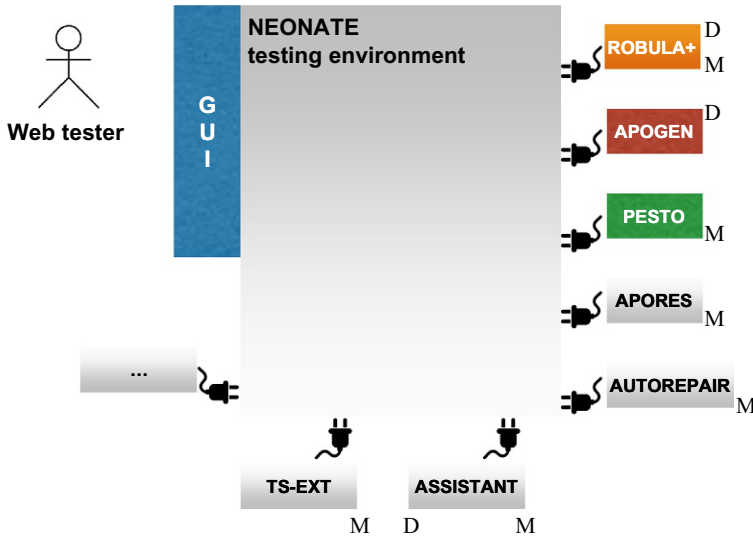 NEONATE
testing environment
G
U
I
Web tester
ROBULA+
D
M
APOGEN
D
PESTO
M
APORES
M
AUTOREPAIR
M
...
TS-EXT
M
ASSISTANT
D
M